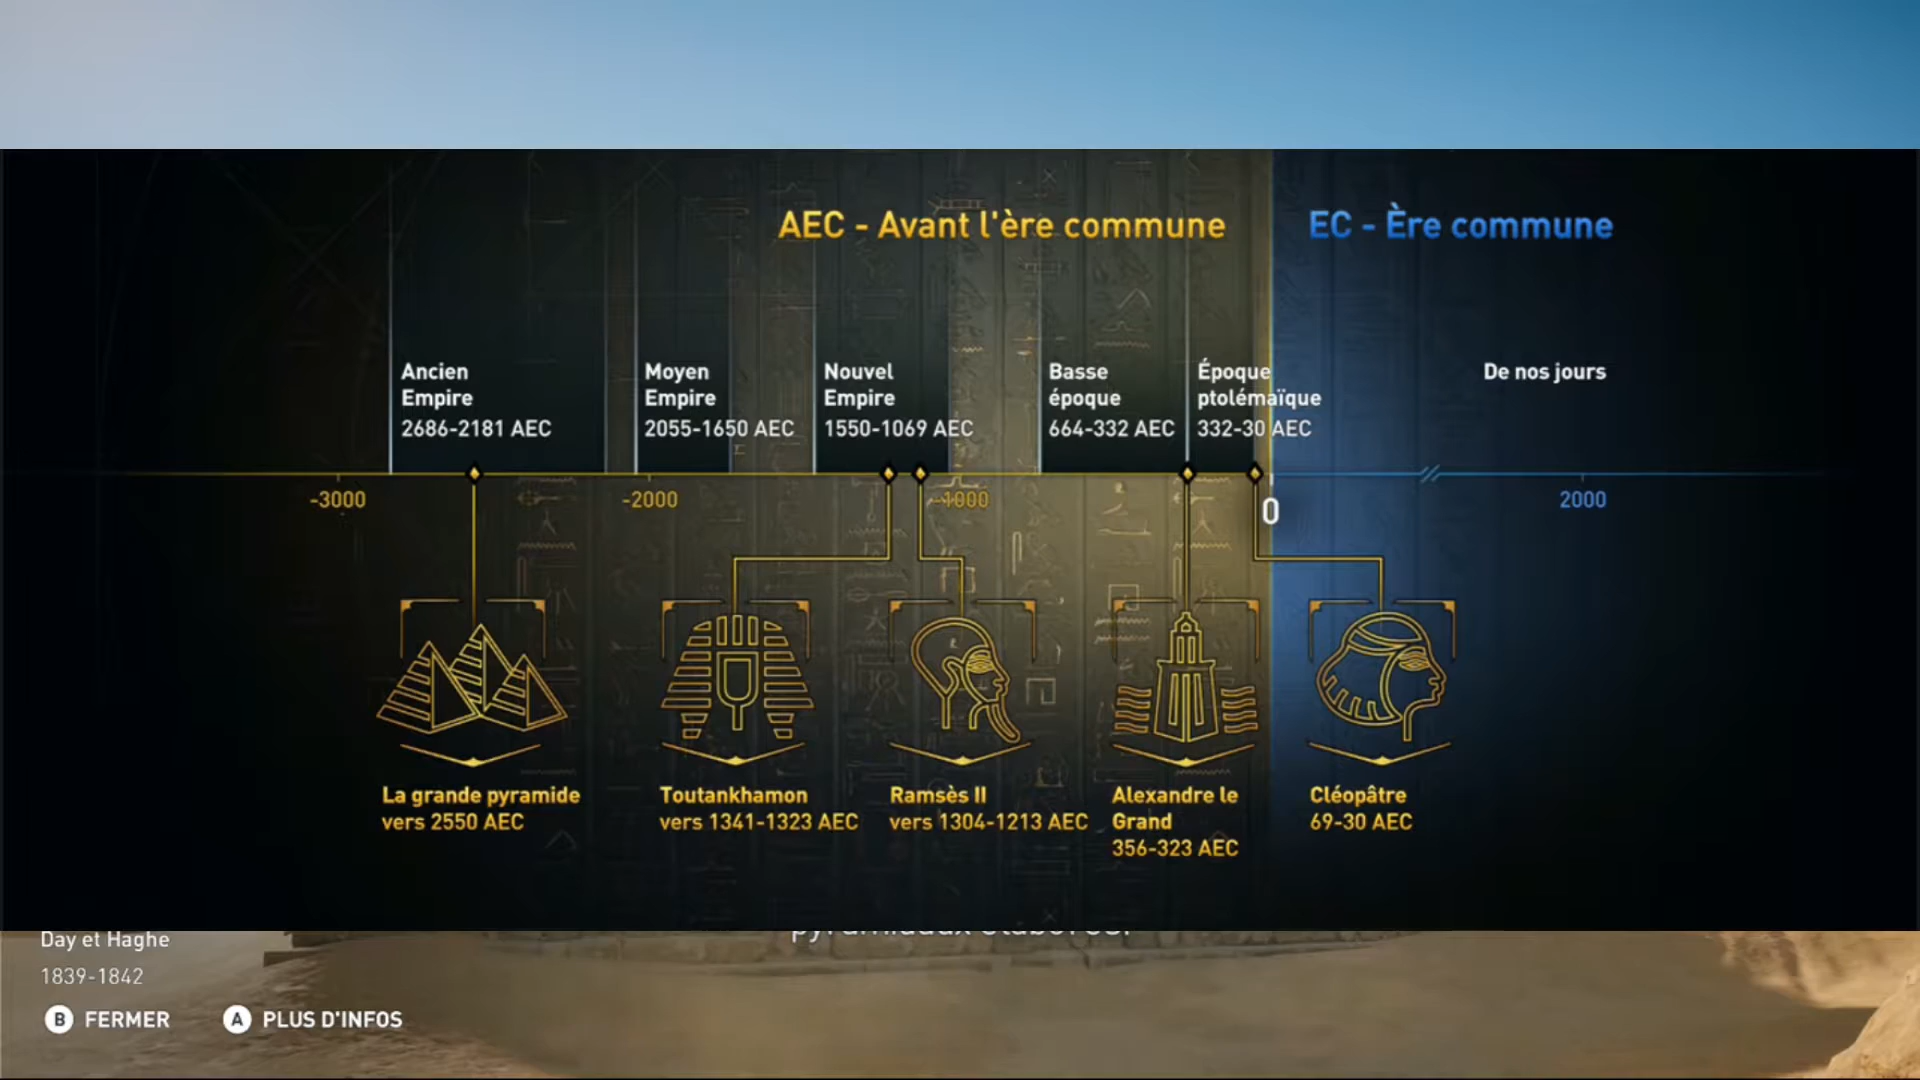 AEC - Avant l'ère commune
EC - Ère commune
Ancien
Empire
2686-2181 AEC
Moyen
Empire
2055-1650 AEC
Nouvel
Empire
1550-1069 AEC
Basse
époque
664-332 AEC
Époque
ptolémaïque
332-30 AEC
De nos jours
-3000
-2000
-1000
0
2000
La grande pyramide
vers 2550 AEC
Toutankhamon
vers 1341-1323 AEC
Ramsès II
vers 1304-1213 AEC
Alexandre le
Grand
356-323 AEC
Cléopâtre
69-30 AEC
Day et Haghe
1839-1842
B FERMER
A PLUS D'INFOS